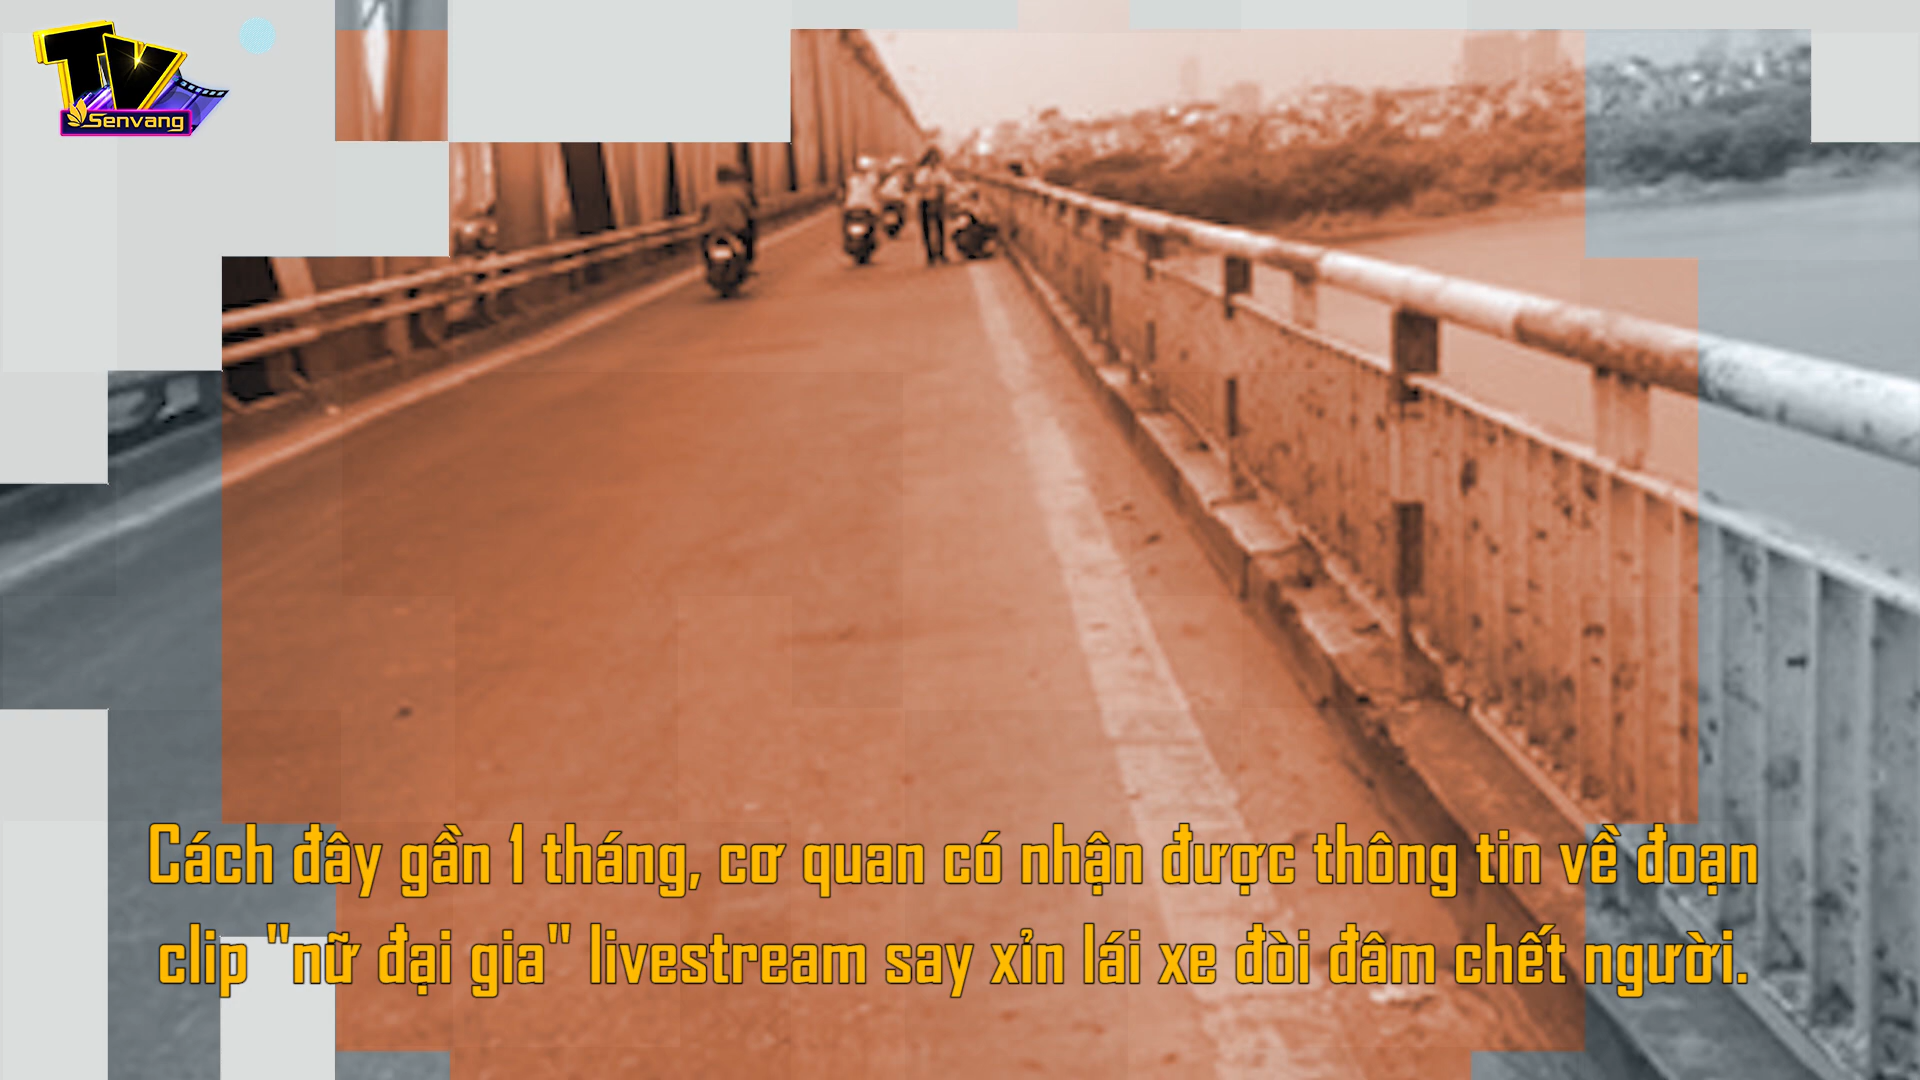 TV
Senvang
Cách đây gần 1 tháng, cơ quan có nhận được thông tin về đoạn
clip "nữ đại gia" livestream say xỉn lái xe đòi đâm chết người.